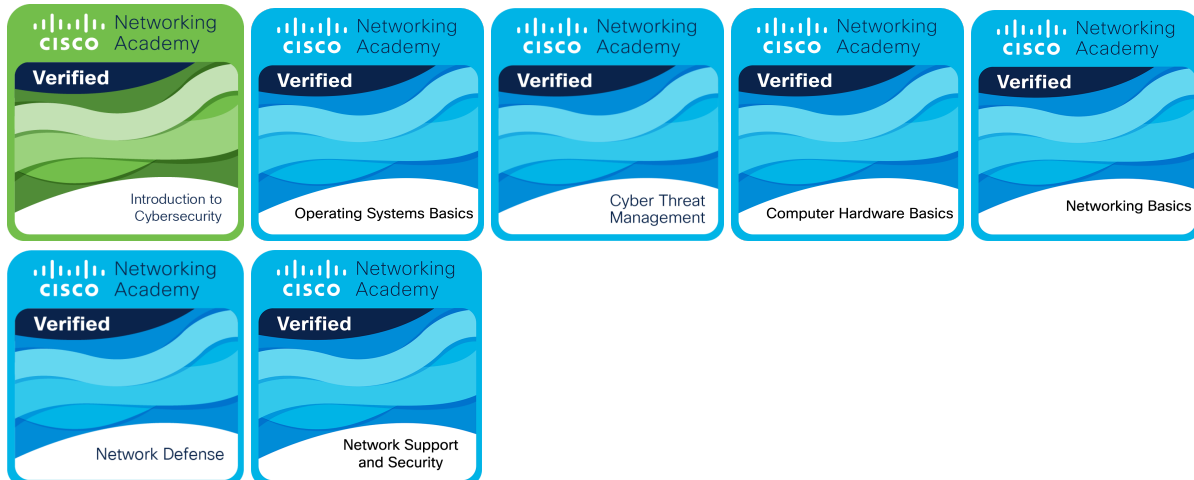 CISCO Networking Academy
Verified
Introduction to
Cybersecurity
CISCO Networking Academy
Verified
Operating Systems Basics
CISCO Networking Academy
Verified
Cyber Threat
Management
CISCO Networking Academy
Verified
Computer Hardware Basics
CISCO Networking Academy
Verified
Networking Basics
CISCO Networking Academy
Verified
Network Defense
CISCO Networking Academy
Verified
Network Support
and Security